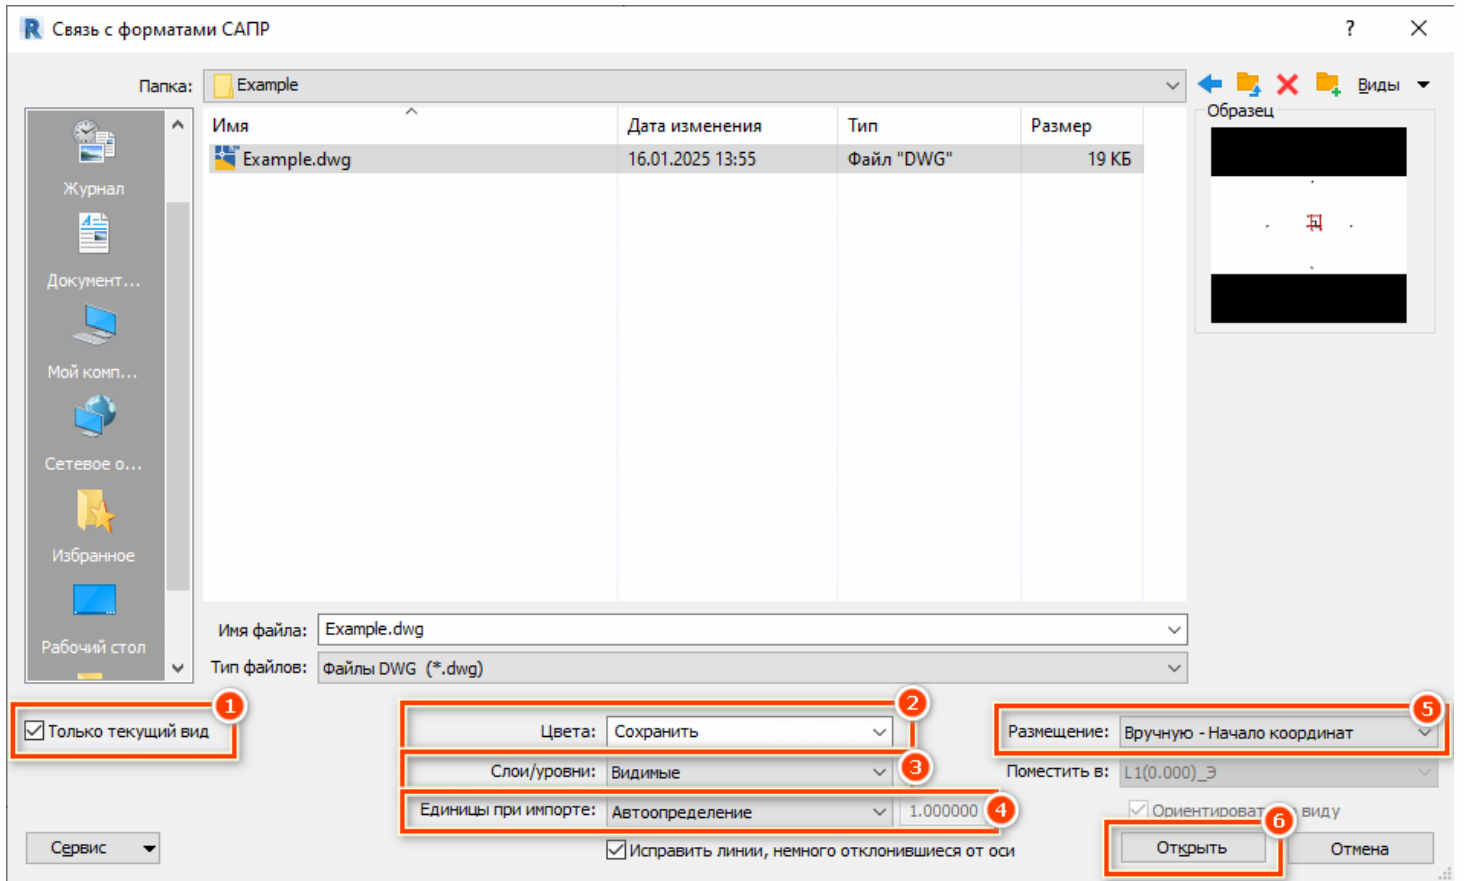 Связь с форматами САПР
?
Папка:
Example
Виды
Имя
Дата изменения
Тип
Размер
Example.dwg
16.01.2025 13:55
Файл "DWG"
19 КБ
Образец
Журнал
Документ...
Мой комп...
Сетевое о...
Избранное
Рабочий стол
Имя файла:
Example.dwg
Тип файлов:
Файлы DWG (*.dwg)
1
Только текущий вид
2
Цвета:
Сохранить
5
Размещение:
Вручную - Начало координат
Слои/уровни:
Видимые
3
Поместить в:
L1(0.000)_Э
Единицы при импорте:
Автоопределение
1.000000
4
виду
6
Сервис
Исправить линии, немного отклонившиеся от оси
Открыть
Отмена